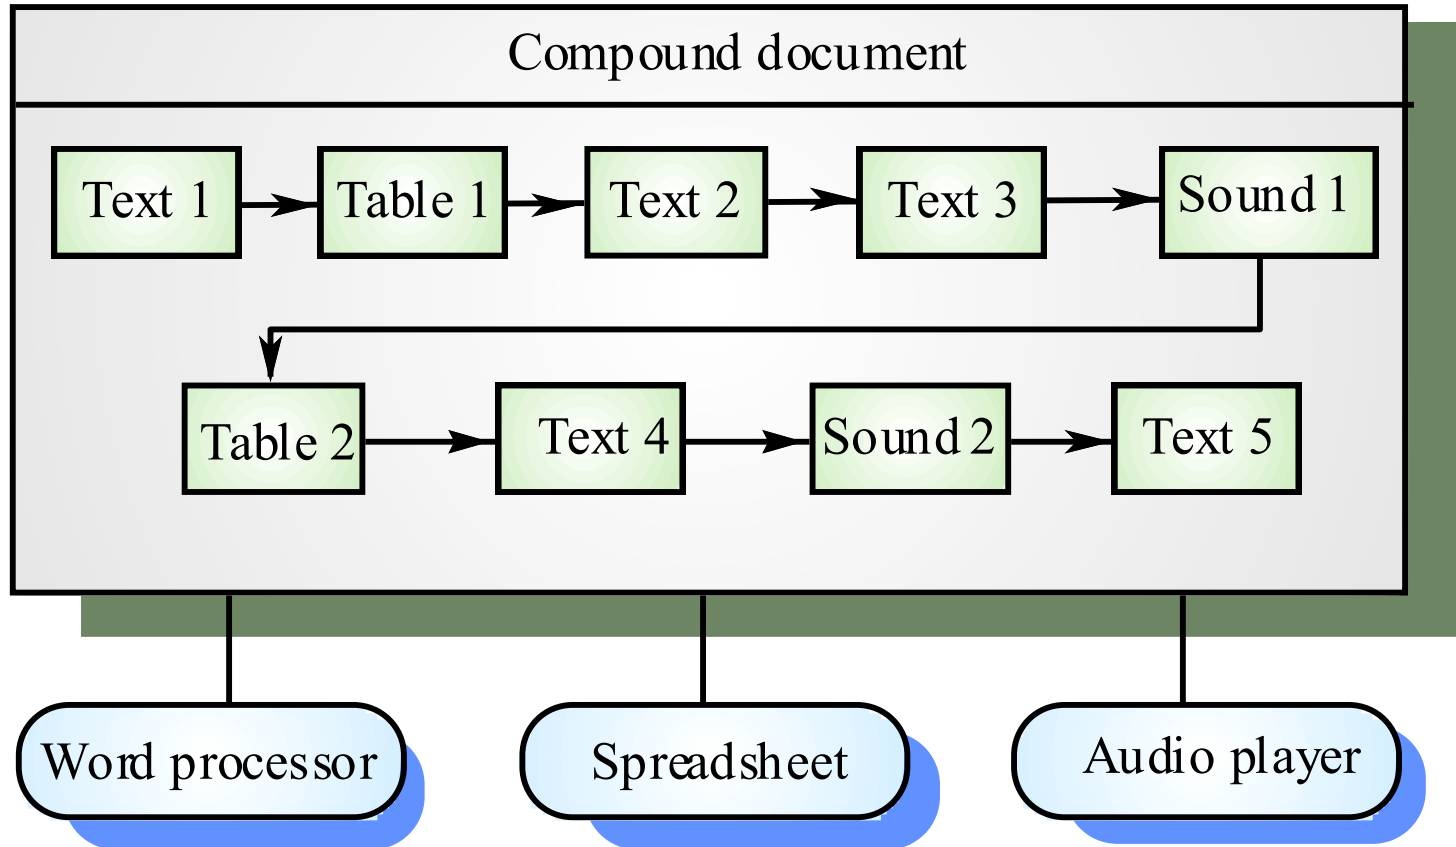 Compound document
Text 1
Table 1
Text 2
Text 3
Sound 1
Table 2
Text 4
Sound 2
Text 5
Word processor
Spreadsheet
Audio player